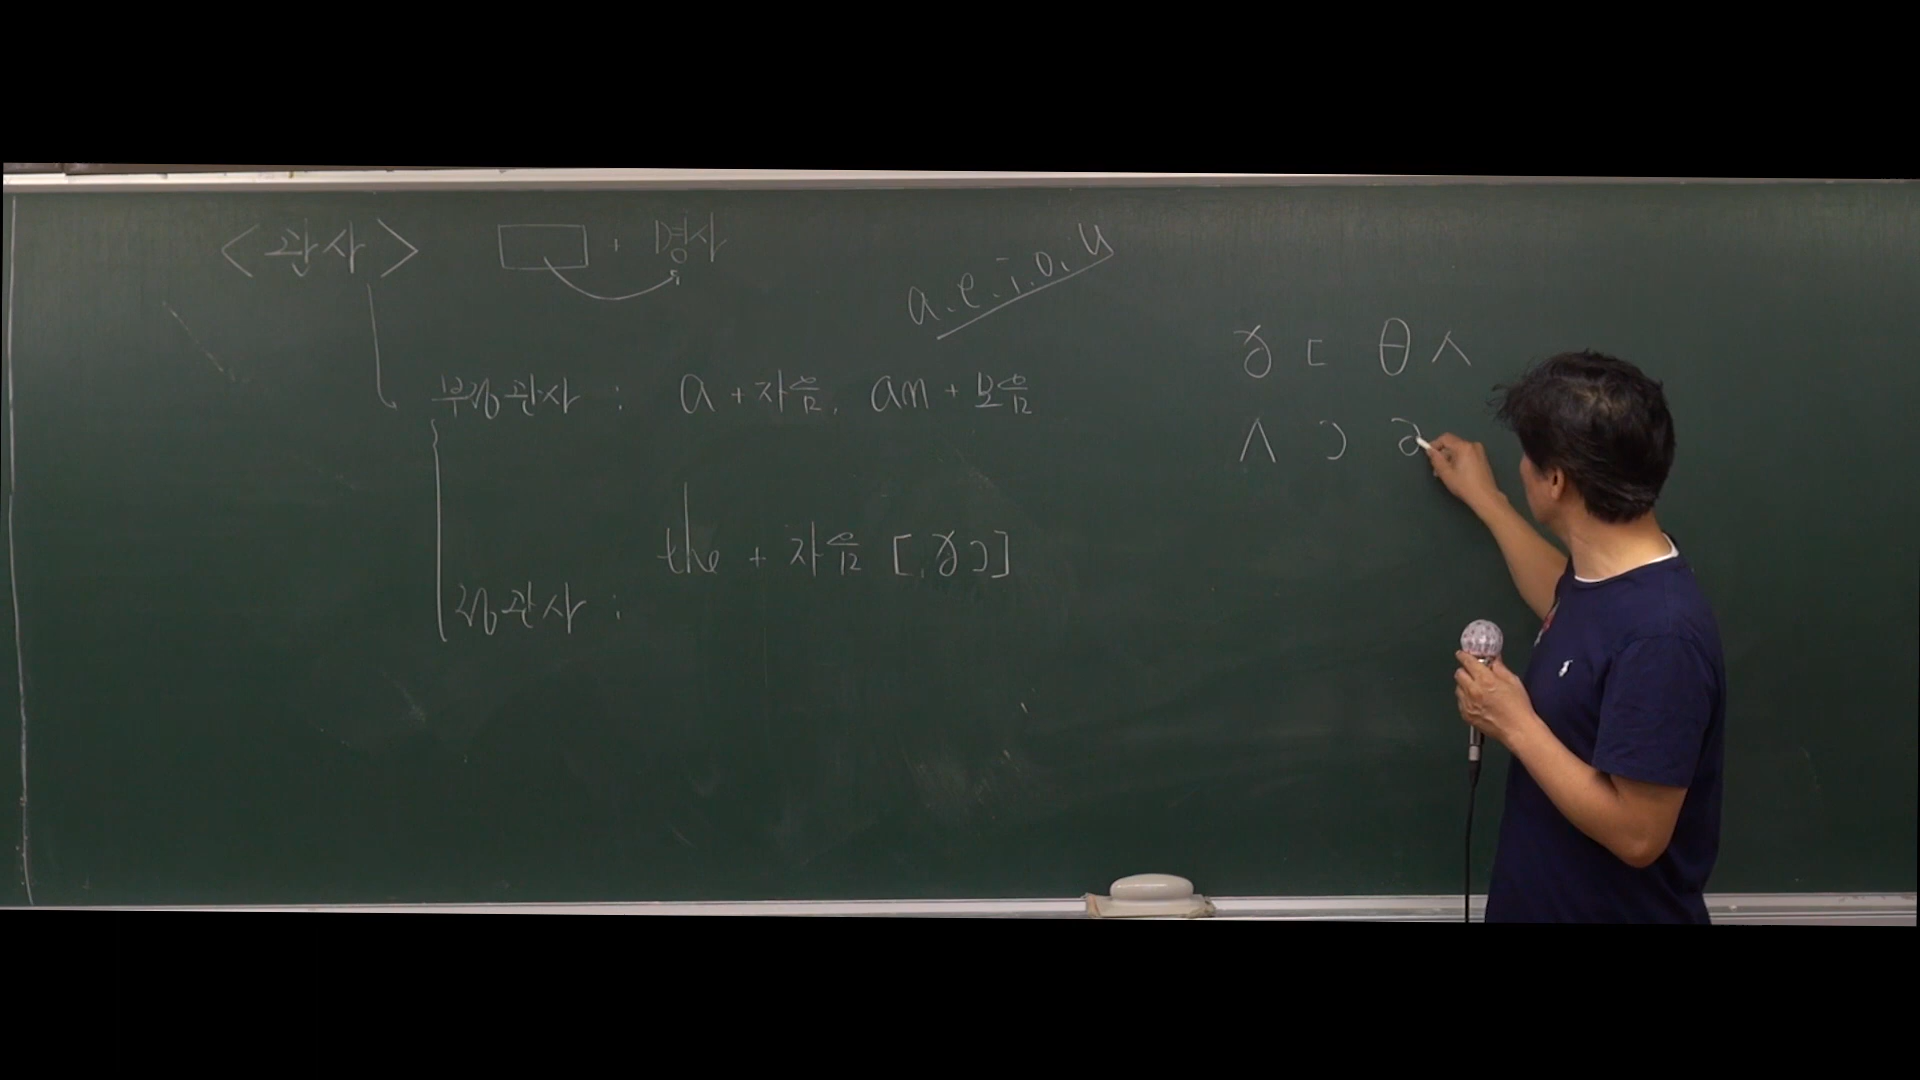 <관사> □ + 명사
a.e.i.o.u
부정관사 : a + 자음, an + 모음
the + 자음 [ ]
정관사 :
ð ㄷ θ ㅅ
ʌ ɔ ə